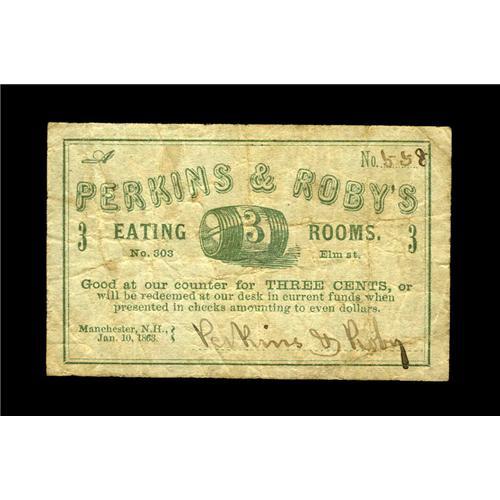 A No. 558
PERKINS & ROBY'S
3 EATING 3 ROOMS. 3
No. 303 Elm st.
Good at our counter for THREE CENTS, or
will be redeemed at our desk in current funds when
presented in checks amounting to even dollars.
Manchester, N.H.,
Jan. 10, 1863.
Perkins & Roby